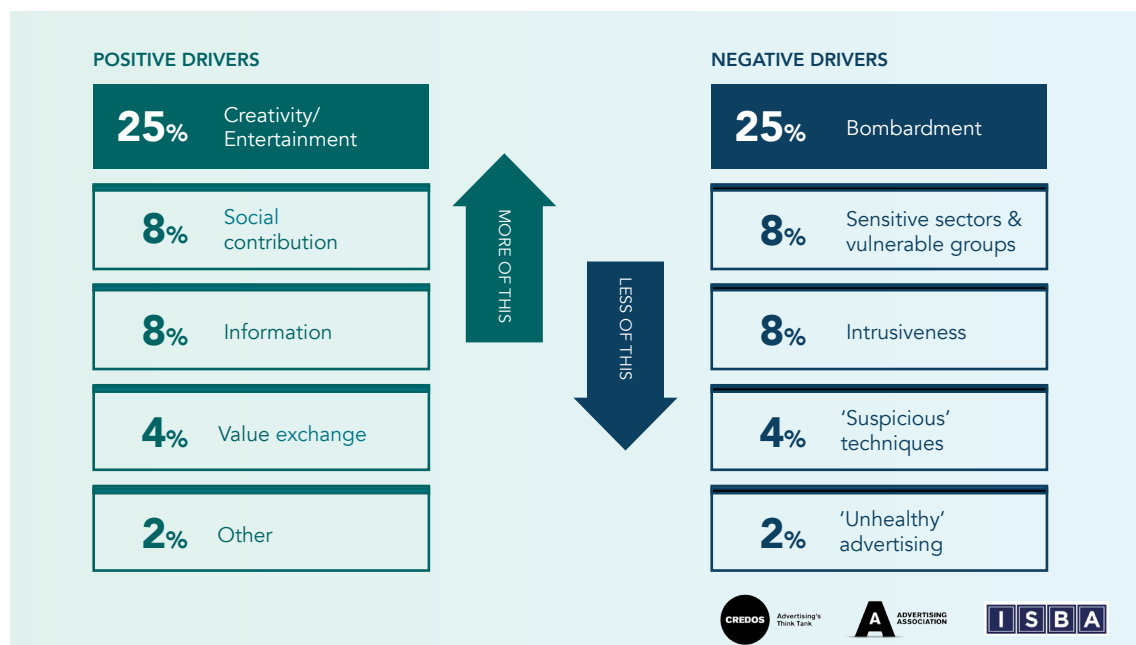 POSITIVE DRIVERS
25% Creativity/
Entertainment
8% Social
contribution
8% Information
4% Value exchange
2% Other
MORE OF THIS
LESS OF THIS
NEGATIVE DRIVERS
25% Bombardment
8% Sensitive sectors &
vulnerable groups
8% Intrusiveness
4% ‘Suspicious’
techniques
2% ‘Unhealthy’
advertising
CREDOS
Advertising's
Think Tank
A
ADVERTISING
ASSOCIATION
ISBA